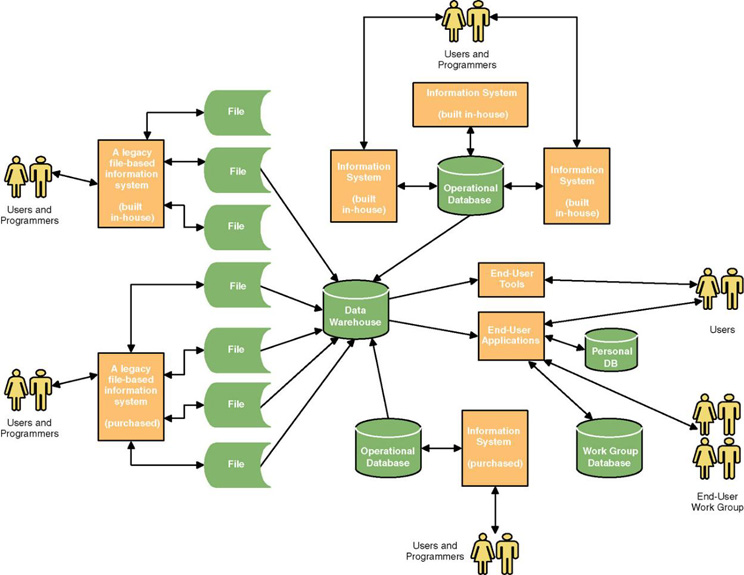 Users and
Programmers
Information System
(built in-house)
Information
System
(built
in-house)
Operational
Database
Information
System
(built
in-house)
File
File
File
A legacy
file-based
information
system
(built
in-house)
Users and
Programmers
File
File
File
File
A legacy
file-based
information
system
(purchased)
Users and
Programmers
Data
Warehouse
End-User
Tools
End-User
Applications
Users
Personal
DB
Operational
Database
Information
System
(purchased)
Work Group
Database
End-User
Work Group
Users and
Programmers